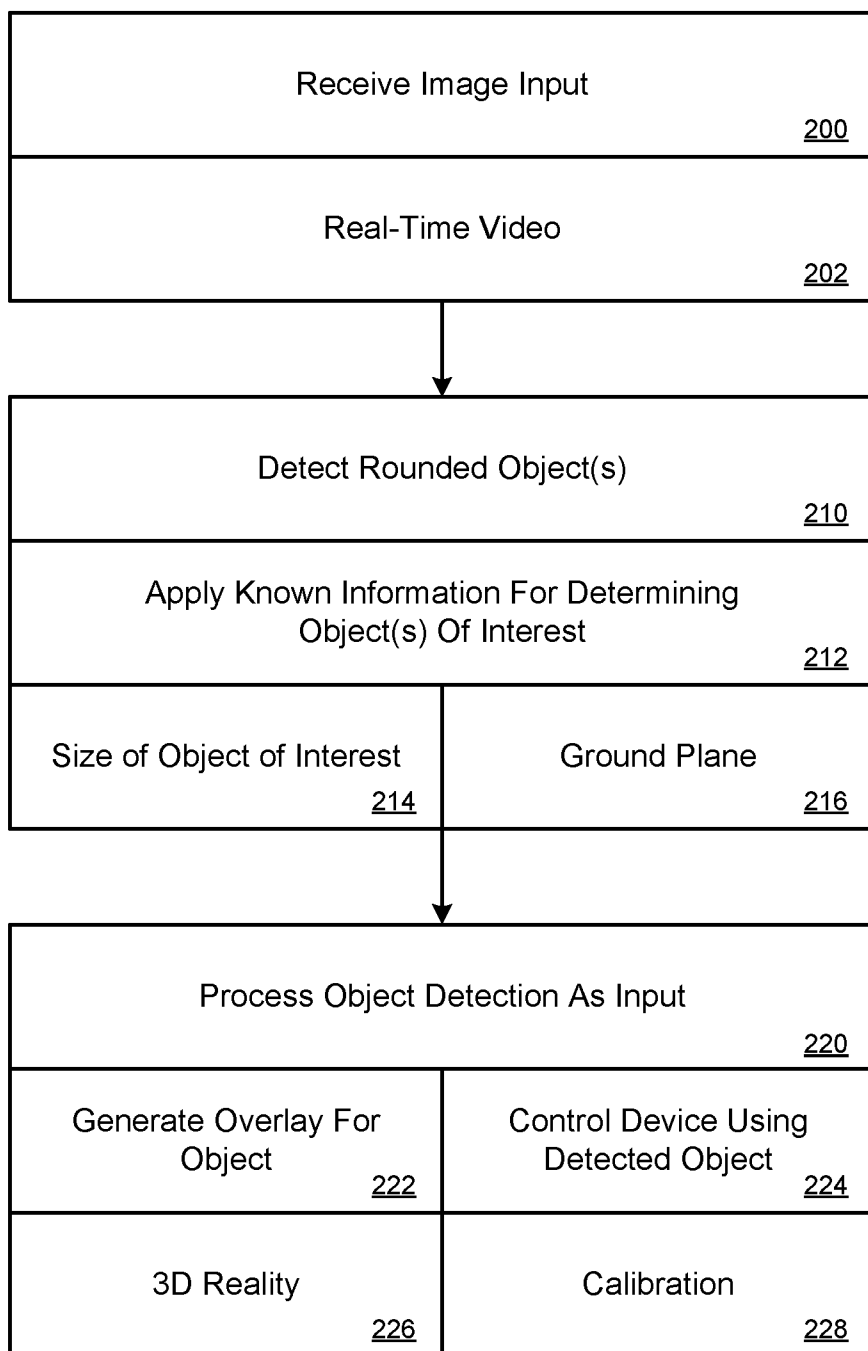 Receive Image Input
200
Real-Time Video
202
Detect Rounded Object(s)
210
Apply Known Information For Determining
Object(s) Of Interest
212
Size of Object of Interest
214
Ground Plane
216
Process Object Detection As Input
220
Generate Overlay For
Object
222
Control Device Using
Detected Object
224
3D Reality
226
Calibration
228